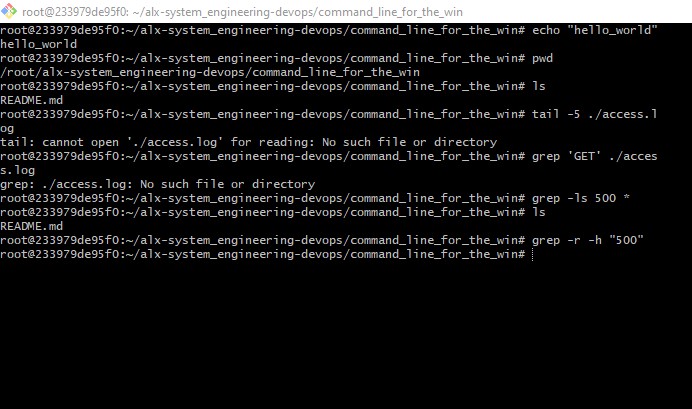 root@233979de95f0: ~/alx-system_engineering-devops/command_line_for_the_win
root@233979de95f0:~/alx-system_engineering-devops/command_line_for_the_win# echo "hello_world"
hello_world
root@233979de95f0:~/alx-system_engineering-devops/command_line_for_the_win# pwd
/root/alx-system_engineering-devops/command_line_for_the_win
root@233979de95f0:~/alx-system_engineering-devops/command_line_for_the_win# ls
README.md
root@233979de95f0:~/alx-system_engineering-devops/command_line_for_the_win# tail -5 ./access.l
og
tail: cannot open './access.log' for reading: No such file or directory
root@233979de95f0:~/alx-system_engineering-devops/command_line_for_the_win# grep 'GET' ./acces
s.log
grep: ./access.log: No such file or directory
root@233979de95f0:~/alx-system_engineering-devops/command_line_for_the_win# grep -ls 500 *
root@233979de95f0:~/alx-system_engineering-devops/command_line_for_the_win# ls
README.md
root@233979de95f0:~/alx-system_engineering-devops/command_line_for_the_win# grep -r -h "500"
root@233979de95f0:~/alx-system_engineering-devops/command_line_for_the_win#